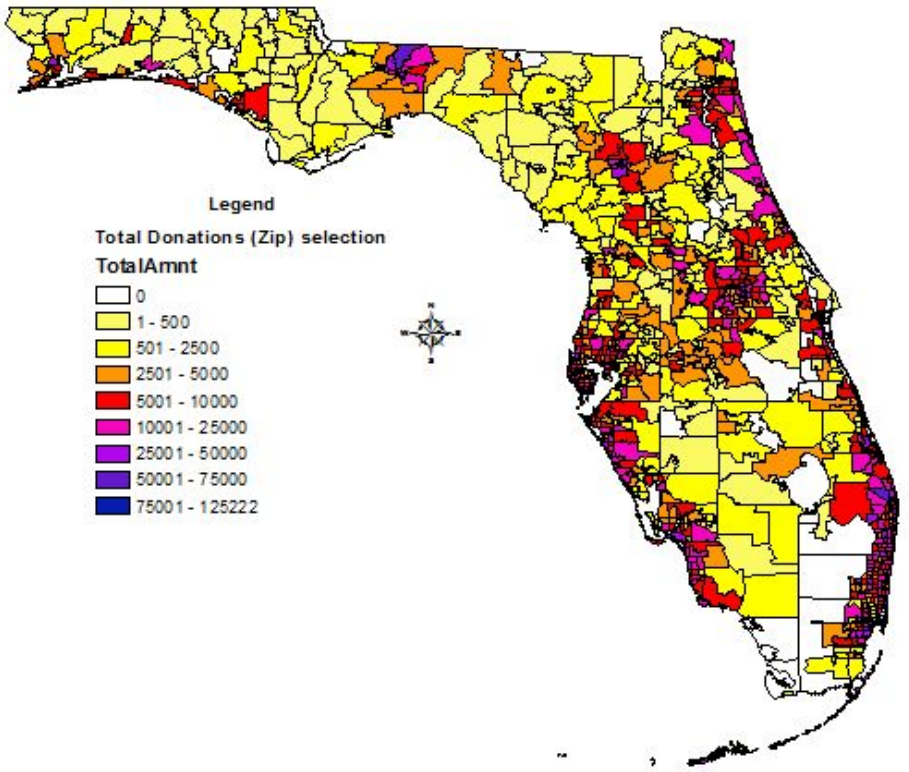 Legend
Total Donations (Zip) selection
TotalAmnt
0
1 - 500
501 - 2500
2501 - 5000
5001 - 10000
10001 - 25000
25001 - 50000
50001 - 75000
75001 - 125222
N
W E
S